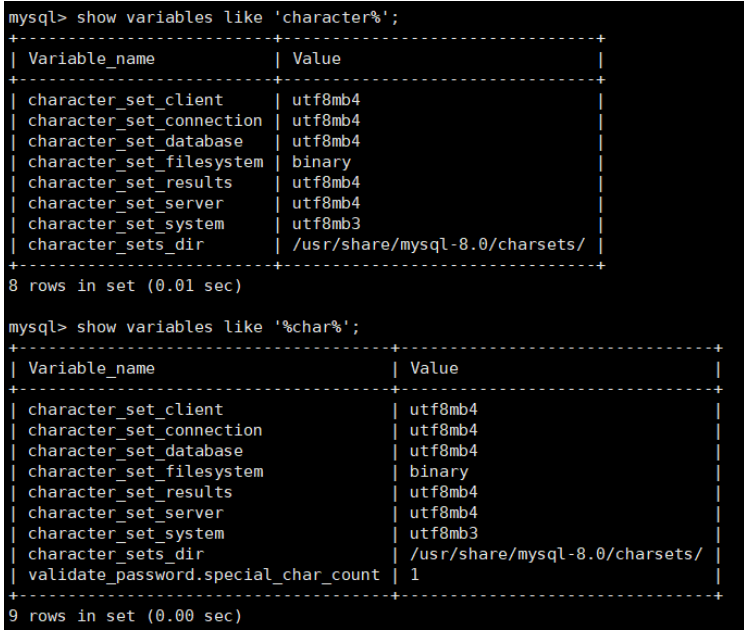 mysql> show variables like 'character%';
+--------------------------+--------------------------------+
| Variable_name            | Value                          |
+--------------------------+--------------------------------+
| character_set_client     | utf8mb4                        |
| character_set_connection | utf8mb4                        |
| character_set_database   | utf8mb4                        |
| character_set_filesystem | binary                         |
| character_set_results    | utf8mb4                        |
| character_set_server     | utf8mb4                        |
| character_set_system     | utf8mb3                        |
| character_sets_dir       | /usr/share/mysql-8.0/charsets/ |
+--------------------------+--------------------------------+
8 rows in set (0.01 sec)

mysql> show variables like '%char%';
+--------------------------------------+--------------------------------+
| Variable_name                        | Value                          |
+--------------------------------------+--------------------------------+
| character_set_client                 | utf8mb4                        |
| character_set_connection             | utf8mb4                        |
| character_set_database               | utf8mb4                        |
| character_set_filesystem             | binary                         |
| character_set_results                | utf8mb4                        |
| character_set_server                 | utf8mb4                        |
| character_set_system                 | utf8mb3                        |
| character_sets_dir                   | /usr/share/mysql-8.0/charsets/ |
| validate_password.special_char_count | 1                              |
+--------------------------------------+--------------------------------+
9 rows in set (0.00 sec)